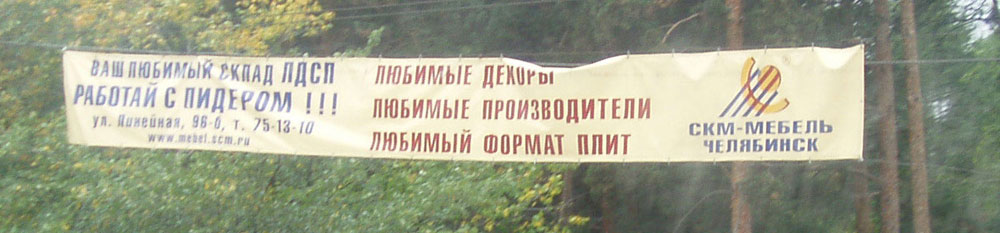 ВАШ ЛЮБИМЫЙ СКЛАД ЛДСП
РАБОТАЙ С ПИДЕРОМ !!!
ул. Линейная, 96-б, т. 75-13-10
www.mebel.scm.ru
ЛЮБИМЫЕ ДЕКОРЫ
ЛЮБИМЫЕ ПРОИЗВОДИТЕЛИ
ЛЮБИМЫЙ ФОРМАТ ПЛИТ
СКМ-МЕБЕЛЬ
ЧЕЛЯБИНСК